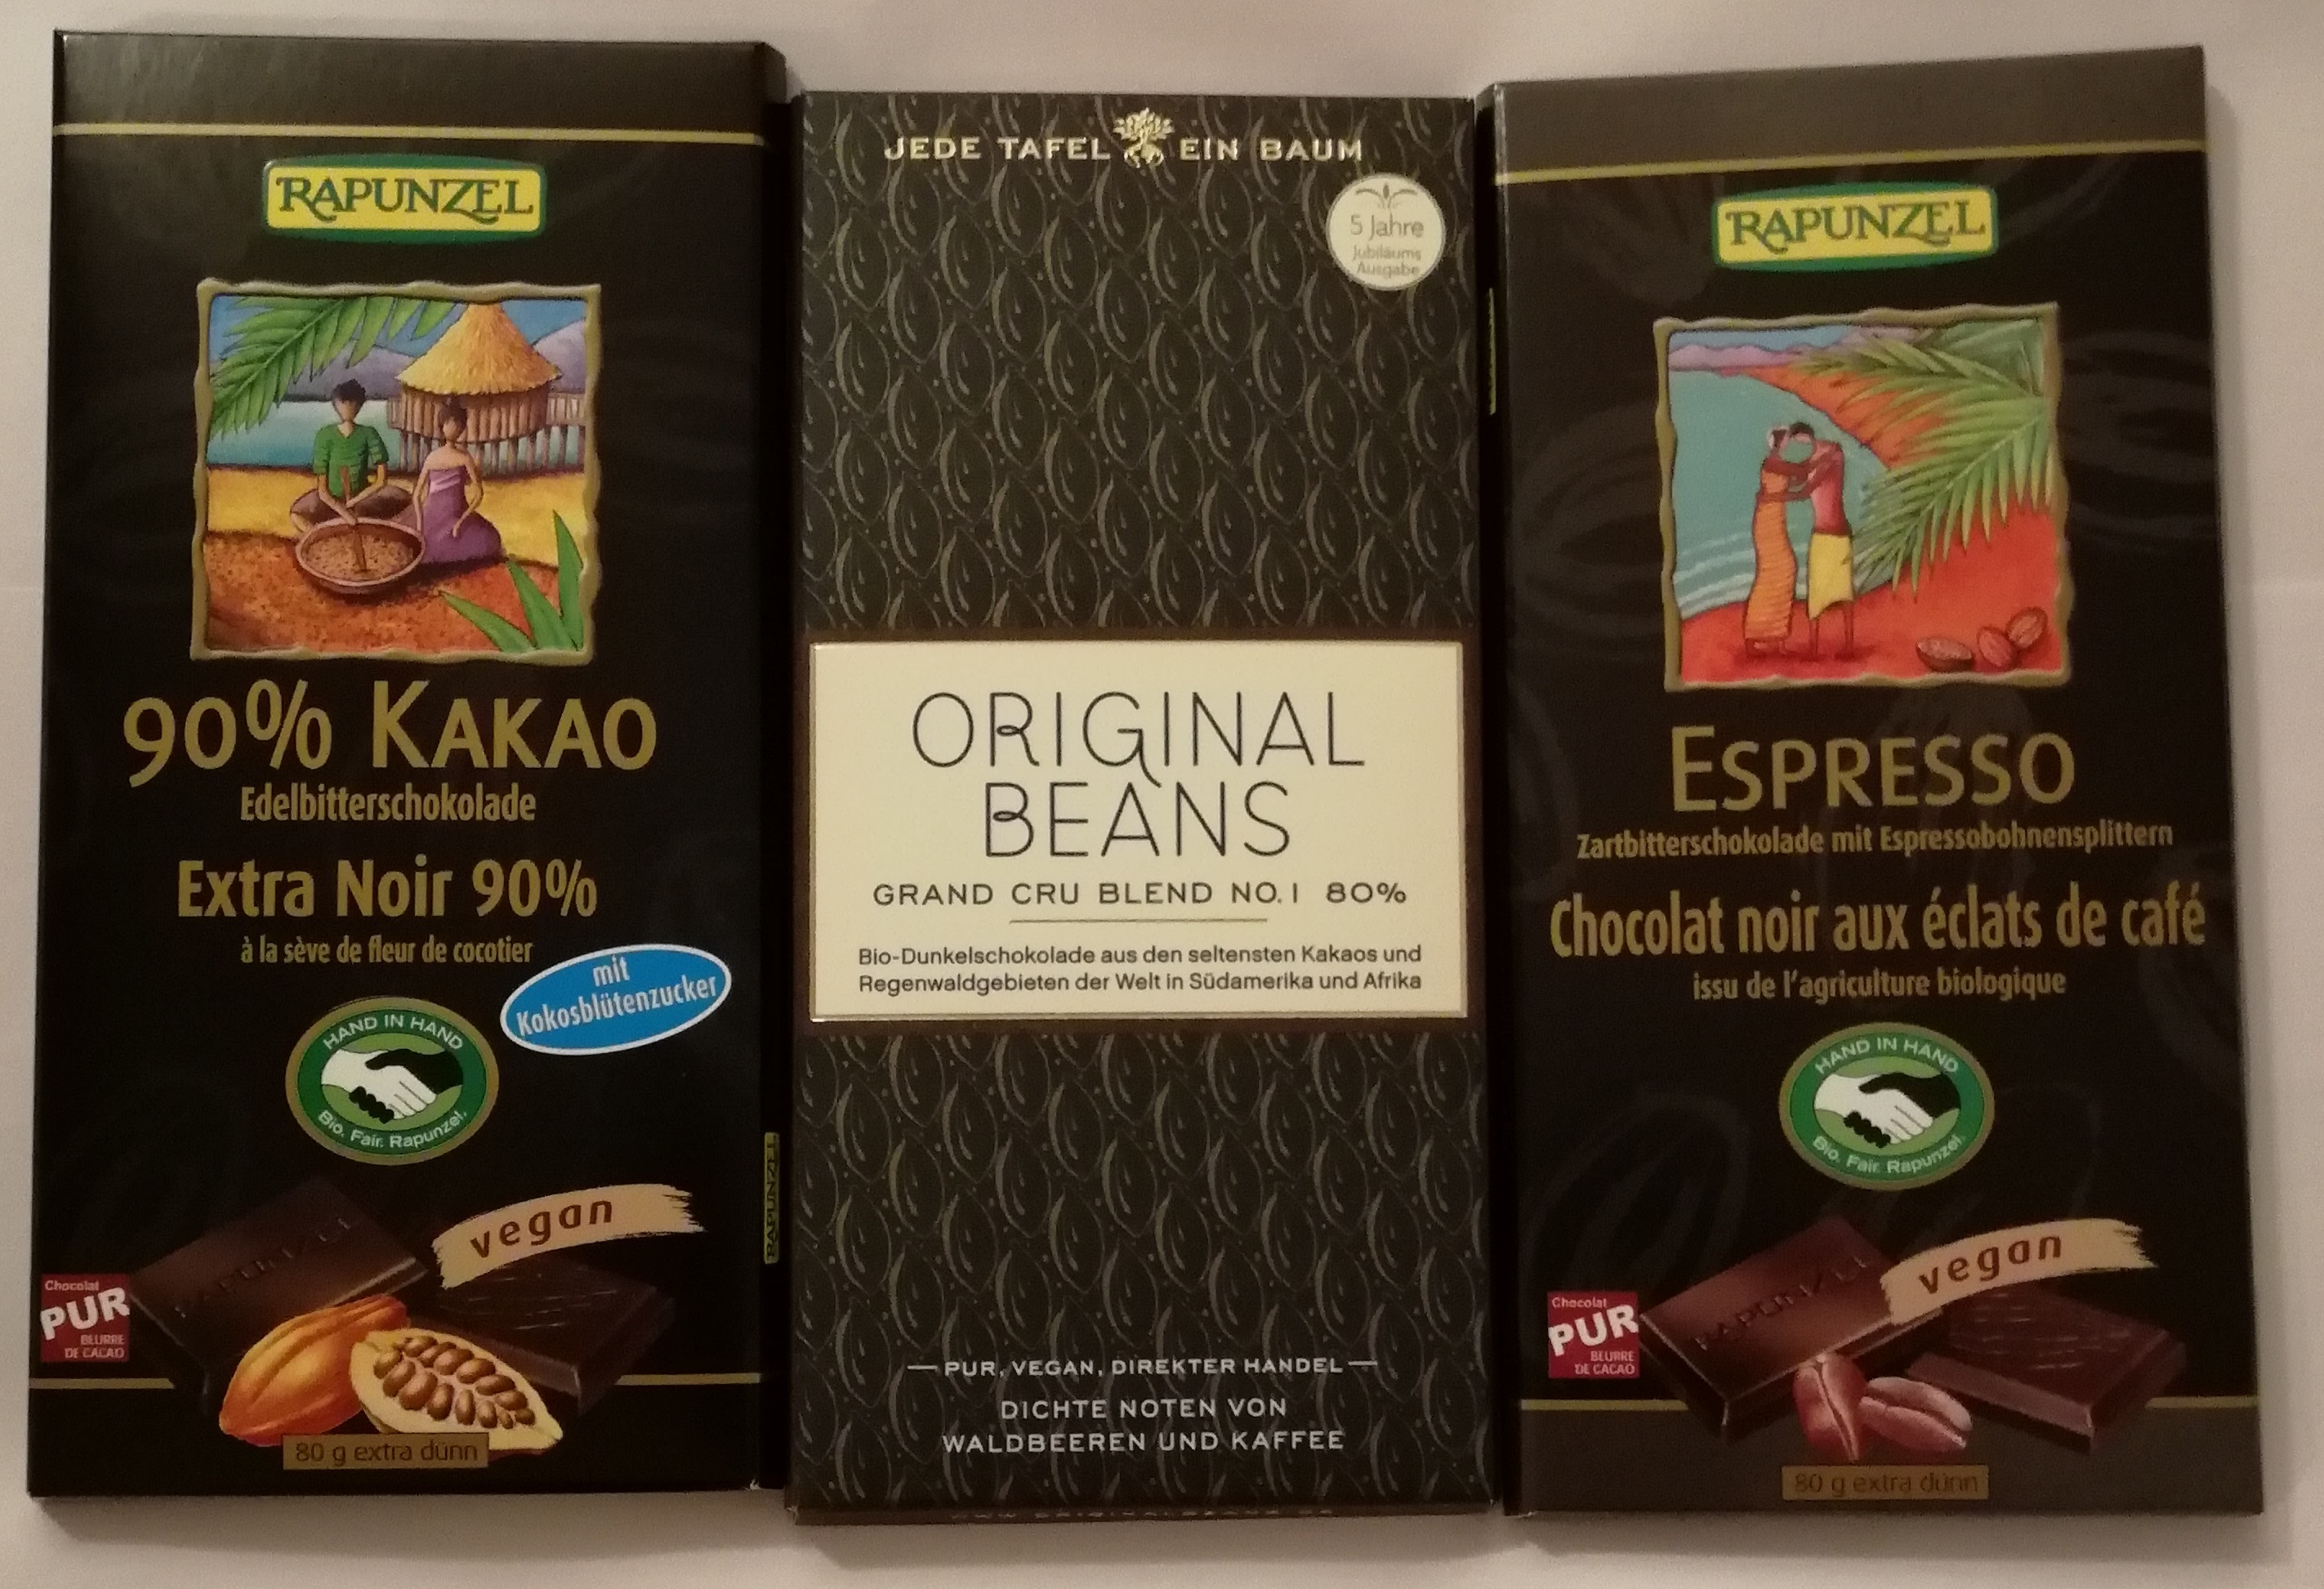 RAPUNZEL
90% KAKAO
Edelbitterschokolade
Extra Noir 90%
à la sève de fleur de cocotier
mit
Kokosblütenzucker
HAND IN HAND
Bio. Fair. Rapunzel.
vegan
RAPUNZEL
Chocolat
PUR
BEURRE
DE CACAO
80 g extra dünn
RAPUNZEL
JEDE TAFEL EIN BAUM
5 Jahre
Jubiläums
Ausgabe
ORIGINAL
BEANS
GRAND CRU BLEND NO. 1 80%
Bio-Dunkelschokolade aus den seltensten Kakaos und
Regenwaldgebieten der Welt in Südamerika und Afrika
PUR, VEGAN, DIREKTER HANDEL
DICHTE NOTEN VON
WALDBEEREN UND KAFFEE
RAPUNZEL
ESPRESSO
Zartbitterschokolade mit Espressobohnensplittern
Chocolat noir aux éclats de café
issu de l'agriculture biologique
HAND IN HAND
Bio. Fair. Rapunzel.
vegan
RAPUNZEL
Chocolat
PUR
BEURRE
DE CACAO
80 g extra dünn